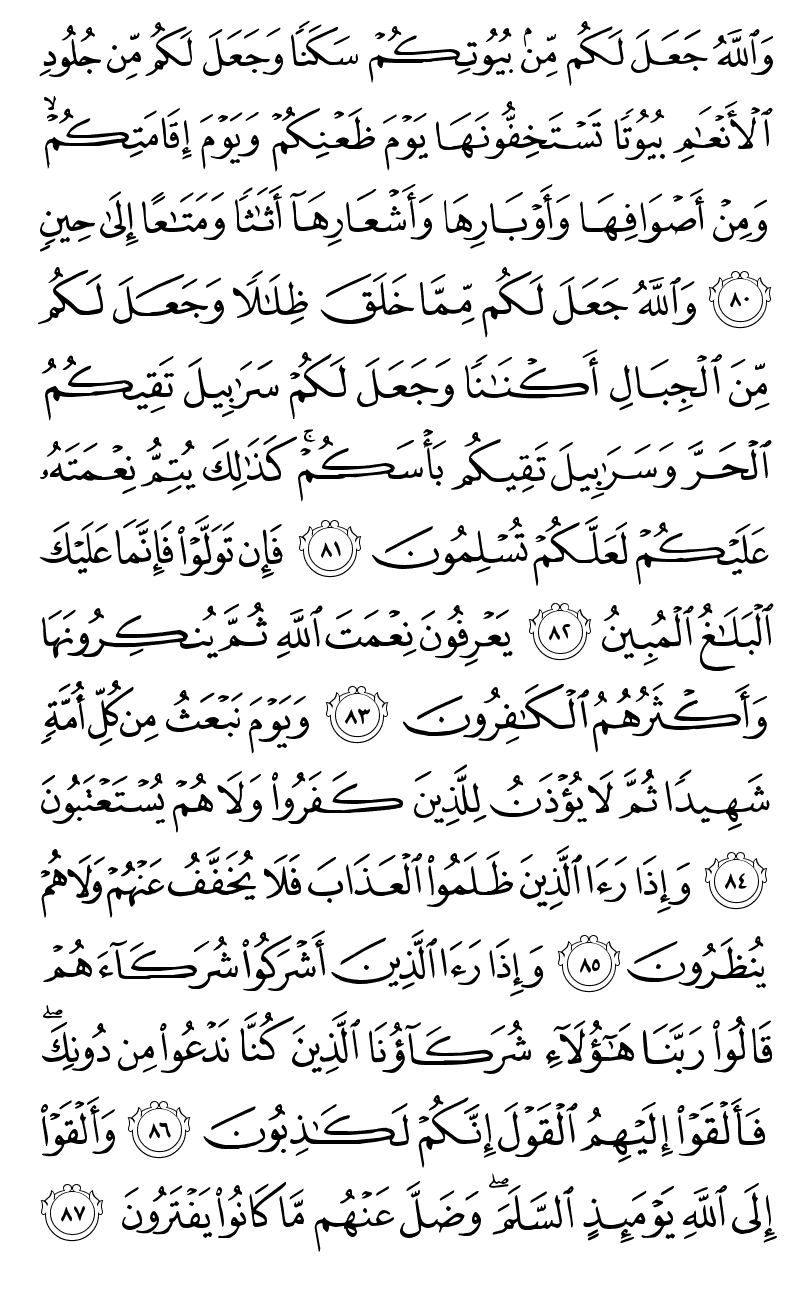 وَٱللَّهُ جَعَلَ لَكُم مِّنۢ بُيُوتِكُمۡ سَكَنٗا وَجَعَلَ لَكُم مِّن جُلُودِ
ٱلۡأَنۡعَٰمِ بُيُوتٗا تَسۡتَخِفُّونَهَا يَوۡمَ ظَعۡنِكُمۡ وَيَوۡمَ إِقَامَتِكُمۡۙ
وَمِنۡ أَصۡوَافِهَا وَأَوۡبَارِهَا وَأَشۡعَارِهَآ أَثَٰثٗا وَمَتَٰعًا إِلَىٰ حِينٖ
٨٠ وَٱللَّهُ جَعَلَ لَكُم مِّمَّا خَلَقَ ظِلَٰلٗا وَجَعَلَ لَكُم
مِّنَ ٱلۡجِبَالِ أَكۡنَٰنٗا وَجَعَلَ لَكُمۡ سَرَٰبِيلَ تَقِيكُمُ
ٱلۡحَرَّ وَسَرَٰبِيلَ تَقِيكُم بَأۡسَكُمۡۚ كَذَٰلِكَ يُتِمُّ نِعۡمَتَهُۥ
عَلَيۡكُمۡ لَعَلَّكُمۡ تُسۡلِمُونَ ٨١ فَإِن تَوَلَّوۡاْ فَإِنَّمَا عَلَيۡكَ
ٱلۡبَلَٰغُ ٱلۡمُبِينُ ٨٢ يَعۡرِفُونَ نِعۡمَتَ ٱللَّهِ ثُمَّ يُنكِرُونَهَا
وَأَكۡثَرُهُمُ ٱلۡكَٰفِرُونَ ٨٣ وَيَوۡمَ نَبۡعَثُ مِن كُلِّ أُمَّةٖ
شَهِيدٗا ثُمَّ لَا يُؤۡذَنُ لِلَّذِينَ كَفَرُواْ وَلَا هُمۡ يُسۡتَعۡتَبُونَ
٨٤ وَإِذَا رَءَا ٱلَّذِينَ ظَلَمُواْ ٱلۡعَذَابَ فَلَا يُخَفَّفُ عَنۡهُمۡ وَلَا هُمۡ
يُنظَرُونَ ٨٥ وَإِذَا رَءَا ٱلَّذِينَ أَشۡرَكُواْ شُرَكَآءَهُمۡ
قَالُواْ رَبَّنَا هَٰٓؤُلَآءِ شُرَكَآؤُنَا ٱلَّذِينَ كُنَّا نَدۡعُواْ مِن دُونِكَۖ
فَأَلۡقَوۡاْ إِلَيۡهِمُ ٱلۡقَوۡلَ إِنَّكُمۡ لَكَٰذِبُونَ ٨٦ وَأَلۡقَوۡاْ
إِلَى ٱللَّهِ يَوۡمَئِذٍ ٱلسَّلَمَۖ وَضَلَّ عَنۡهُم مَّا كَانُواْ يَفۡتَرُونَ ٨٧